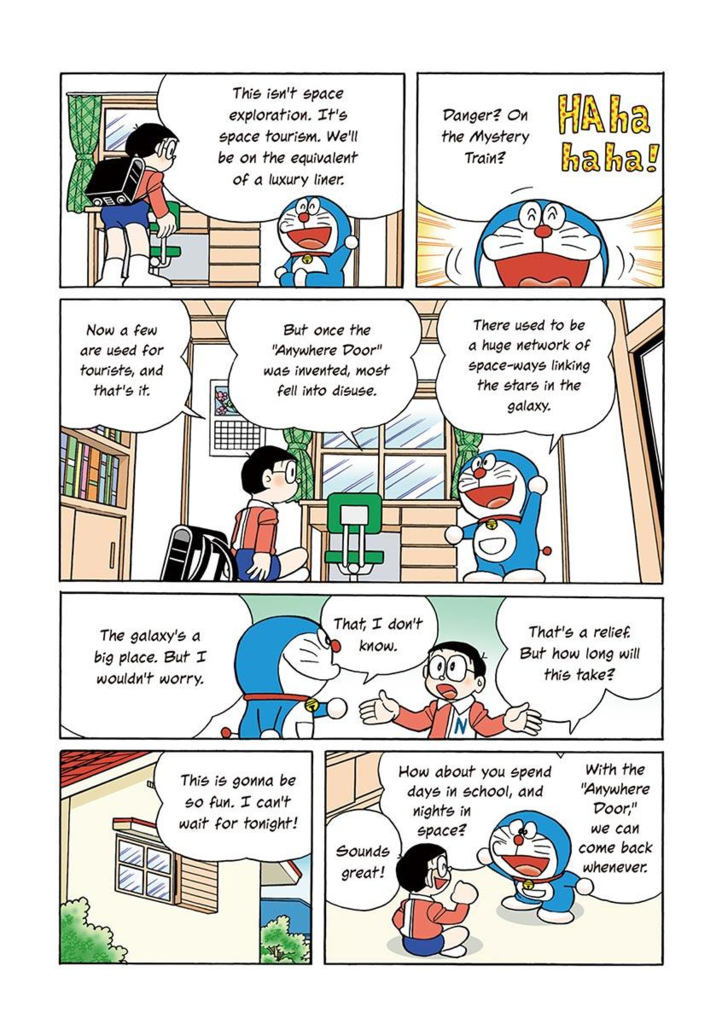 HAha
haha!
Danger? On
the Mystery
Train?
This isn't space
exploration. It's
space tourism. We'll
be on the equivalent
of a luxury liner.
There used to be
a huge network of
space-ways linking
the stars in the
galaxy.
But once the
"Anywhere Door"
was invented, most
fell into disuse.
Now a few
are used for
tourists, and
that's it.
That's a relief.
But how long will
this take?
N
That, I don't
know.
The galaxy's a
big place. But I
wouldn't worry.
With the
"Anywhere
Door,"
we can
come back
whenever.
How about you spend
days in school, and
nights in
space?
Sounds
great!
This is gonna be
so fun. I can't
wait for tonight!